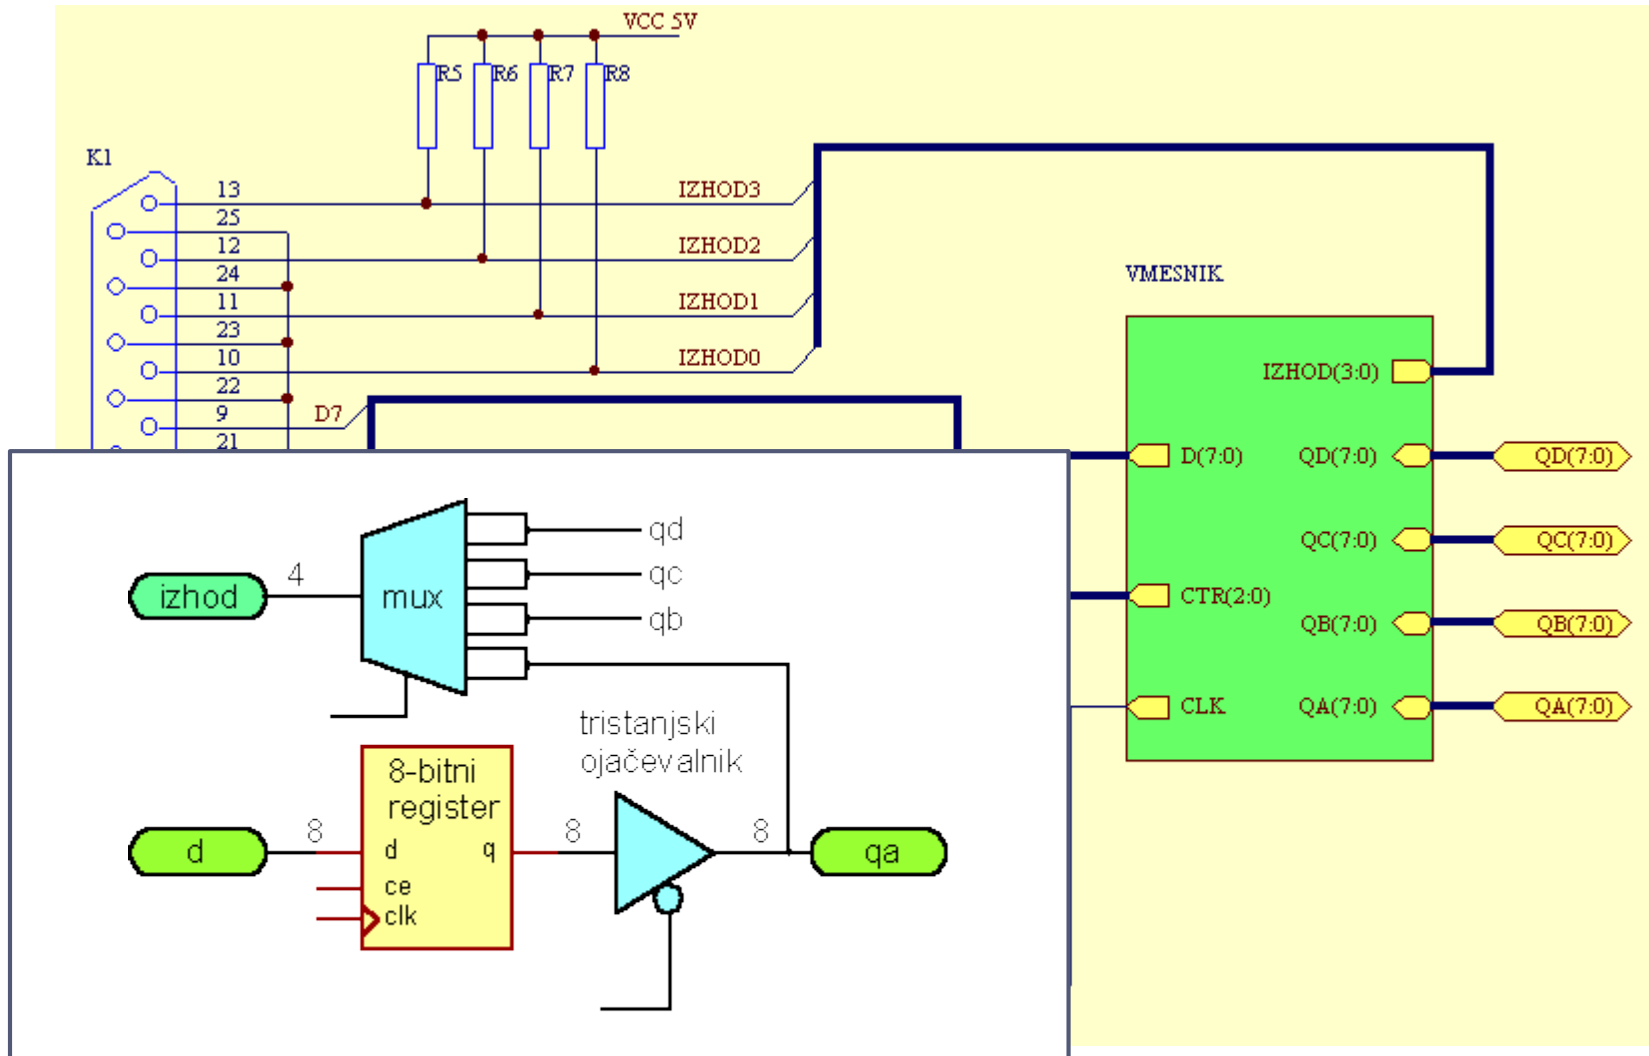 VCC 5V
R5 R6 R7 R8
K1
13 IZHOD3
25
12 IZHOD2
24
11 IZHOD1
23
10 IZHOD0
22
9 D7
21
VMESNIK
IZHOD(3:0)
D(7:0) QD(7:0) QD(7:0)
QC(7:0) QC(7:0)
CTR(2:0)
QB(7:0) QB(7:0)
CLK QA(7:0) QA(7:0)
qd
qc
qb
izhod 4 mux
tristanjski
ojačevalnik
8-bitni
register
d 8 d q 8 8 qa
ce
clk